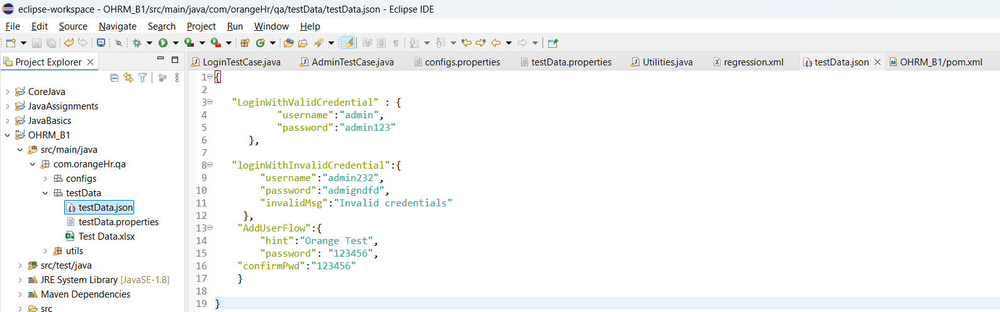 eclipse-workspace - OHRM_B1/src/main/java/com/orangeHr/qa/testData/testData.json - Eclipse IDE
File Edit Source Navigate Search Project Run Window Help
Project Explorer
LoginTestCase.java AdminTestCase.java configs.properties testData.properties Utilities.java regression.xml testData.json OHRM_B1/pom.xml
CoreJava
JavaAssignments
JavaBasics
OHRM_B1
src/main/java
com.orangeHr.qa
configs
testData
testData.json
testData.properties
Test Data.xlsx
utils
src/test/java
JRE System Library [JavaSE-1.8]
Maven Dependencies
src
1 {
2
3 "LoginWithValidCredential" : {
4 "username":"admin",
5 "password":"admin123"
6 },
7
8 "loginWithInvalidCredential":{
9 "username":"admin232",
10 "password":"admigndfd",
11 "invalidMsg":"Invalid credentials"
12 },
13 "AddUserFlow":{
14 "hint":"Orange Test",
15 "password": "123456",
16 "confirmPwd":"123456"
17 }
18
19 }